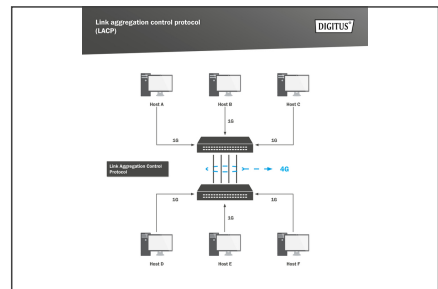 Link aggregation control protocol
(LACP)
DIGITUS®
Host A
Host B
Host C
1G
1G
1G
Link Aggregation Control
Protocol
4G
1G
1G
1G
Host D
Host E
Host F